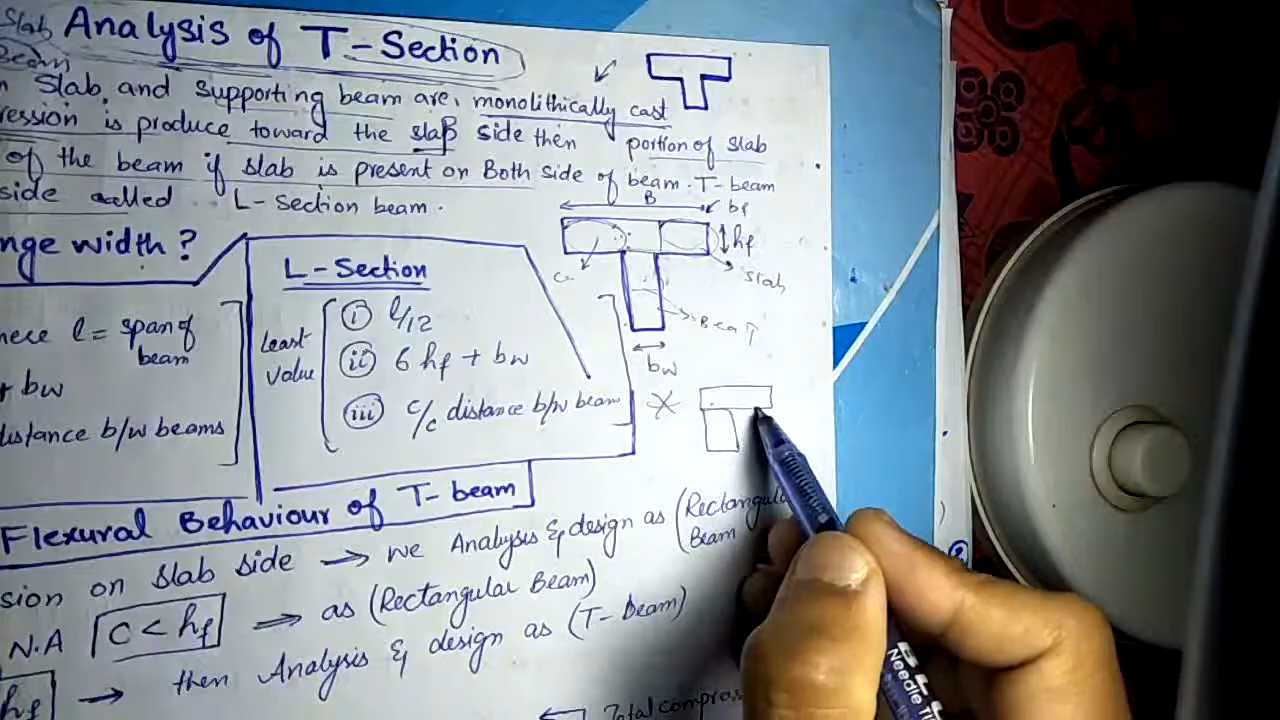 Slab Analysis of T-Section
Beam
Slab, and supporting beam are, monolithically cast
ression is produce toward the slab side then portion of slab
of the beam if slab is present on Both side of beam. T-beam
side called L-Section beam.
B
bf
hf
Slab
bw
nge width?
L-Section
here l = span of
beam
+ bw
distance b/w beams
Least
value
(i) l/12
(ii) 6 hf + bw
(iii) c/c distance b/w beam
Flexural Behaviour of T-beam
sion on slab side → we Analysis & design as (Rectangula
Beam
N.A C < hf ⇒ as (Rectangular Beam)
hf → then Analysis & design as (T-beam)
Total compress
Needle Ti